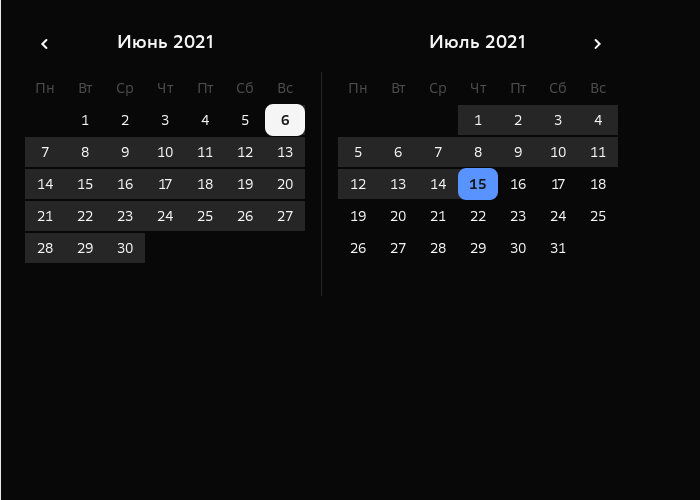 Июнь 2021
Пн Вт Ср Чт Пт Сб Вс
1 2 3 4 5 6
7 8 9 10 11 12 13
14 15 16 17 18 19 20
21 22 23 24 25 26 27
28 29 30
Июль 2021
Пн Вт Ср Чт Пт Сб Вс
1 2 3 4
5 6 7 8 9 10 11
12 13 14 15 16 17 18
19 20 21 22 23 24 25
26 27 28 29 30 31